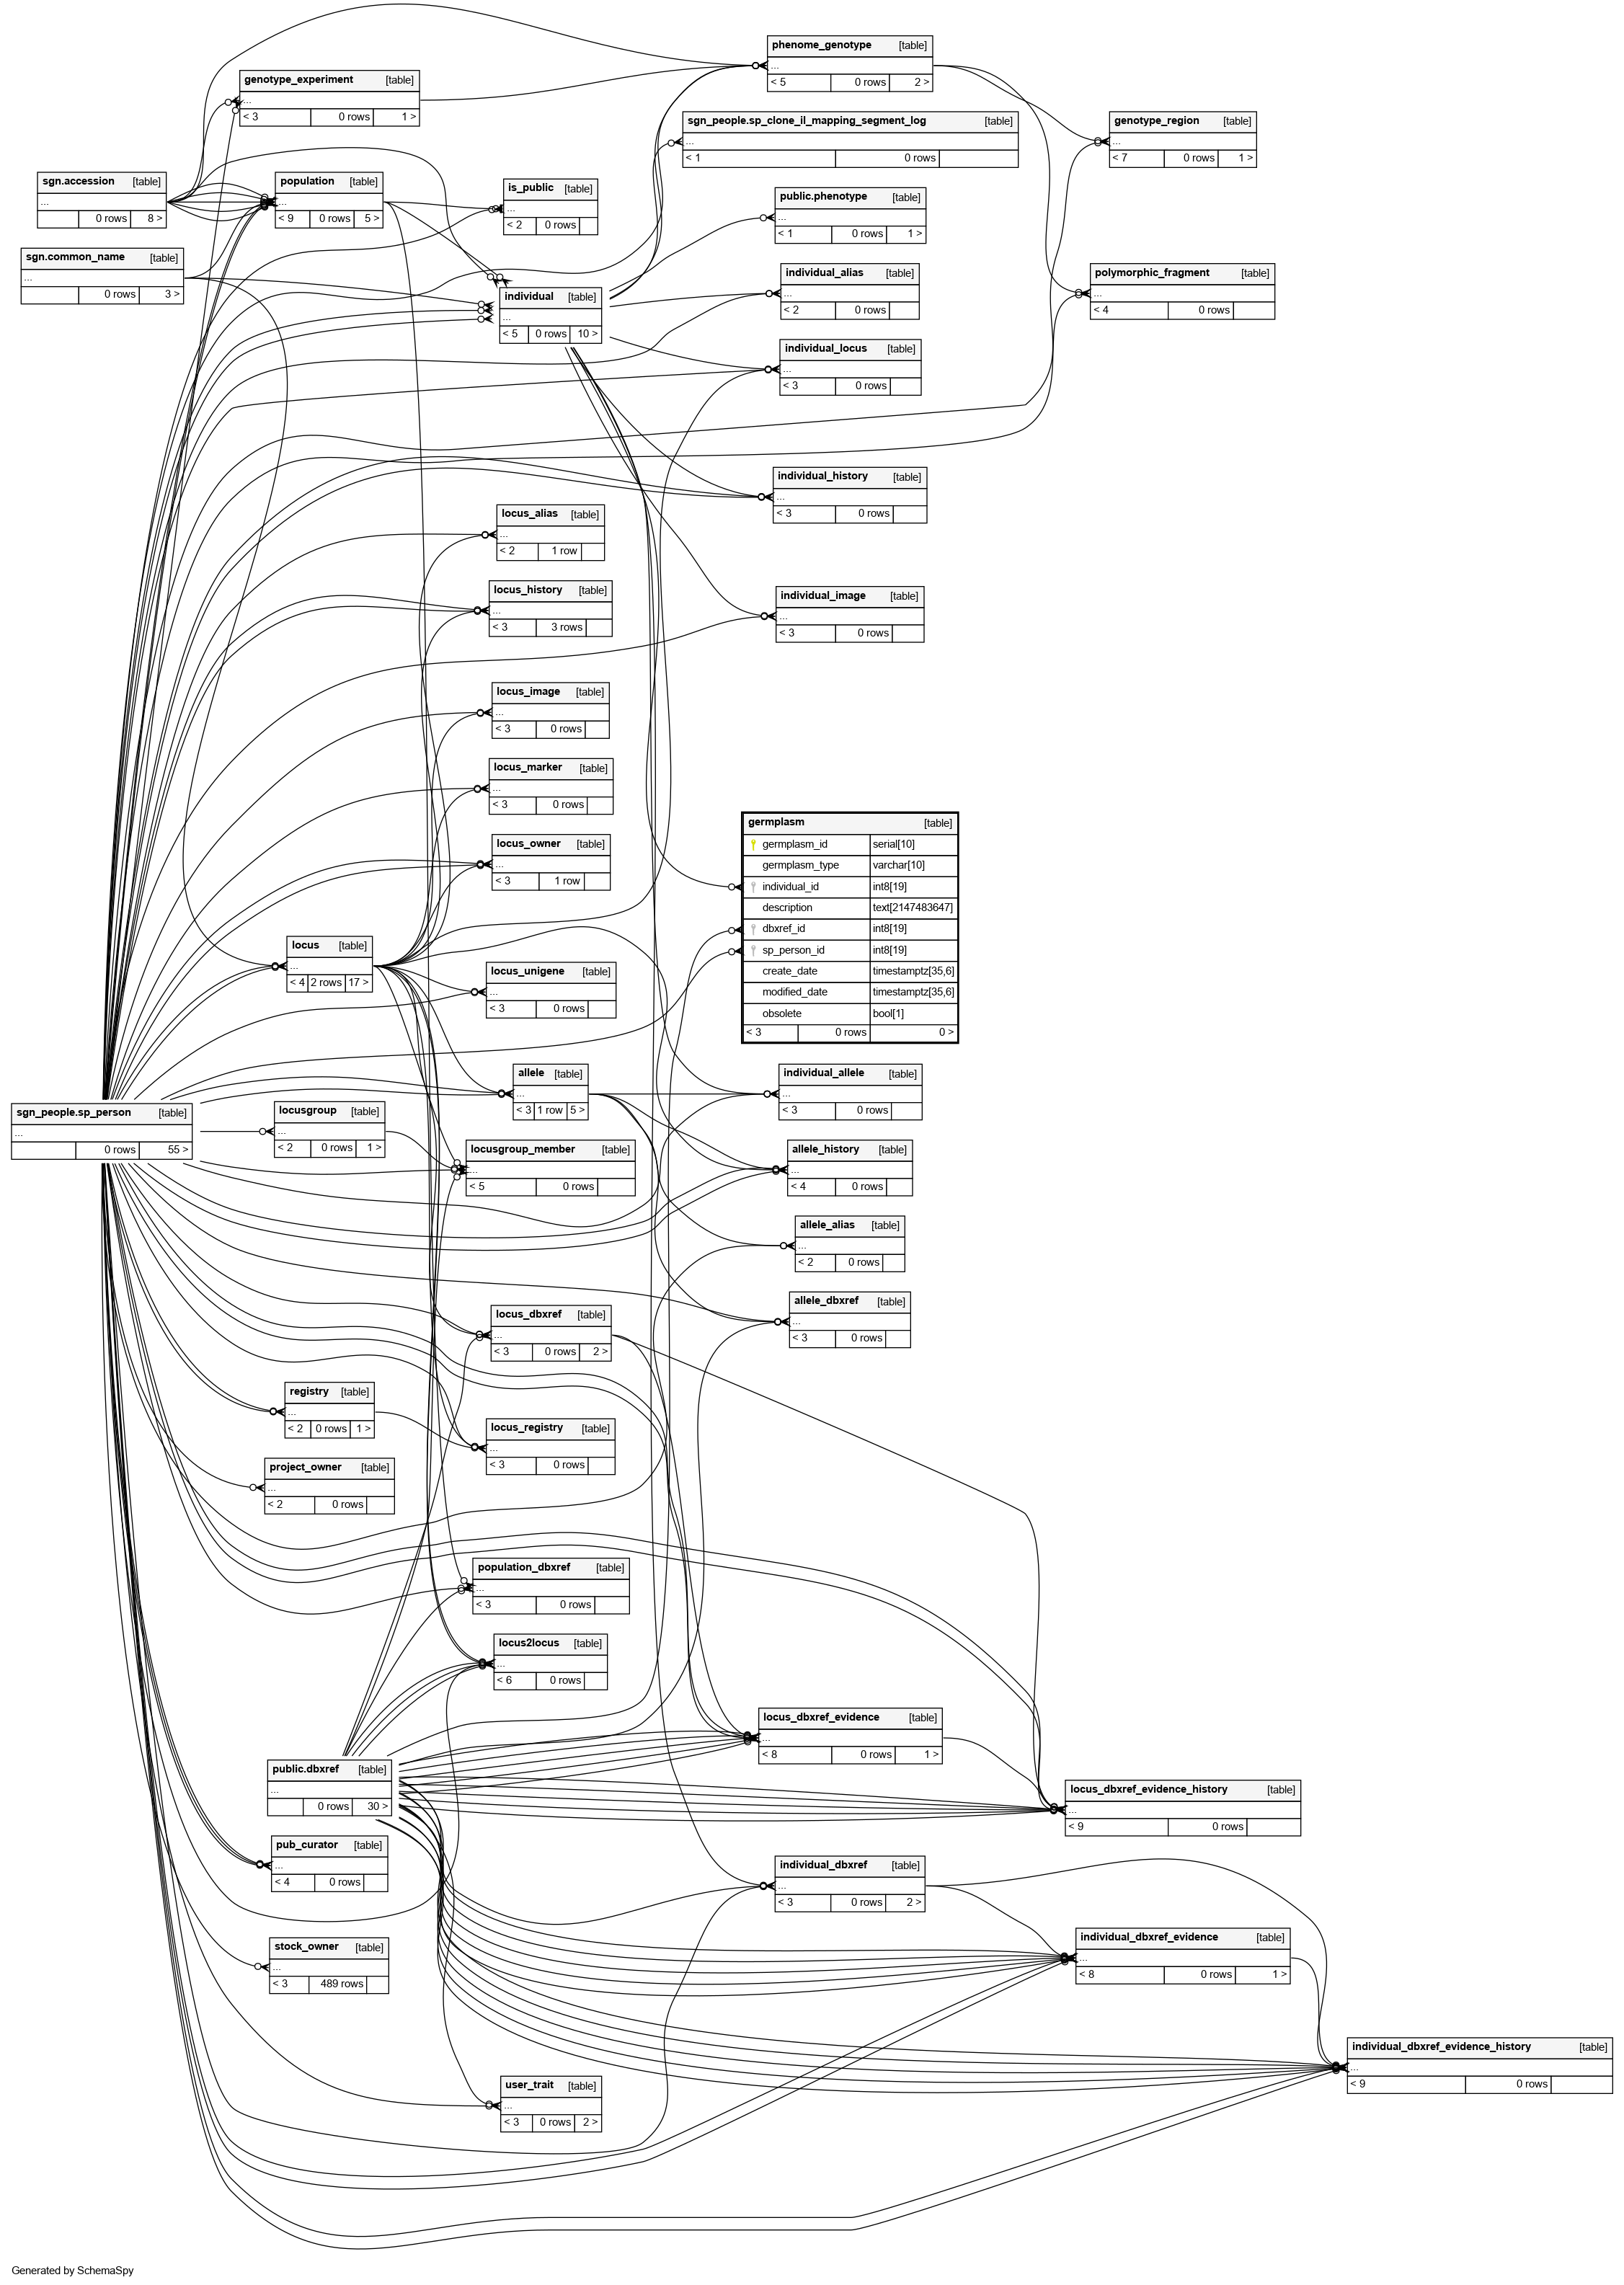 phenome_genotype [table]
...
< 5 0 rows 2 >
genotype_experiment [table]
...
< 3 0 rows 1 >
sgn_people.sp_clone_il_mapping_segment_log [table]
...
< 1 0 rows
genotype_region [table]
...
< 7 0 rows 1 >
sgn.accession [table]
...
0 rows 8 >
population [table]
...
< 9 0 rows 5 >
is_public [table]
...
< 2 0 rows
public.phenotype [table]
...
< 1 0 rows 1 >
sgn.common_name [table]
...
0 rows 3 >
individual [table]
...
< 5 0 rows 10 >
individual_alias [table]
...
< 2 0 rows
polymorphic_fragment [table]
...
< 4 0 rows
individual_locus [table]
...
< 3 0 rows
individual_history [table]
...
< 3 0 rows
locus_alias [table]
...
< 2 1 row
locus_history [table]
...
< 3 3 rows
individual_image [table]
...
< 3 0 rows
locus_image [table]
...
< 3 0 rows
locus_marker [table]
...
< 3 0 rows
locus_owner [table]
...
< 3 1 row
germplasm [table]
germplasm_id serial[10]
germplasm_type varchar[10]
individual_id int8[19]
description text[2147483647]
dbxref_id int8[19]
sp_person_id int8[19]
create_date timestamptz[35,6]
modified_date timestamptz[35,6]
obsolete bool[1]
< 3 0 rows 0 >
locus [table]
...
< 4 2 rows 17 >
locus_unigene [table]
...
< 3 0 rows
allele [table]
...
< 3 1 row 5 >
individual_allele [table]
...
< 3 0 rows
sgn_people.sp_person [table]
...
0 rows 55 >
locusgroup [table]
...
< 2 0 rows 1 >
locusgroup_member [table]
...
< 5 0 rows
allele_history [table]
...
< 4 0 rows
allele_alias [table]
...
< 2 0 rows
allele_dbxref [table]
...
< 3 0 rows
locus_dbxref [table]
...
< 3 0 rows 2 >
registry [table]
...
< 2 0 rows 1 >
locus_registry [table]
...
< 3 0 rows
project_owner [table]
...
< 2 0 rows
population_dbxref [table]
...
< 3 0 rows
locus2locus [table]
...
< 6 0 rows
locus_dbxref_evidence [table]
...
< 8 0 rows 1 >
public.dbxref [table]
...
0 rows 30 >
locus_dbxref_evidence_history [table]
...
< 9 0 rows
pub_curator [table]
...
< 4 0 rows
individual_dbxref [table]
...
< 3 0 rows 2 >
individual_dbxref_evidence [table]
...
< 8 0 rows 1 >
stock_owner [table]
...
< 3 489 rows
individual_dbxref_evidence_history [table]
...
< 9 0 rows
user_trait [table]
...
< 3 0 rows 2 >
Generated by SchemaSpy